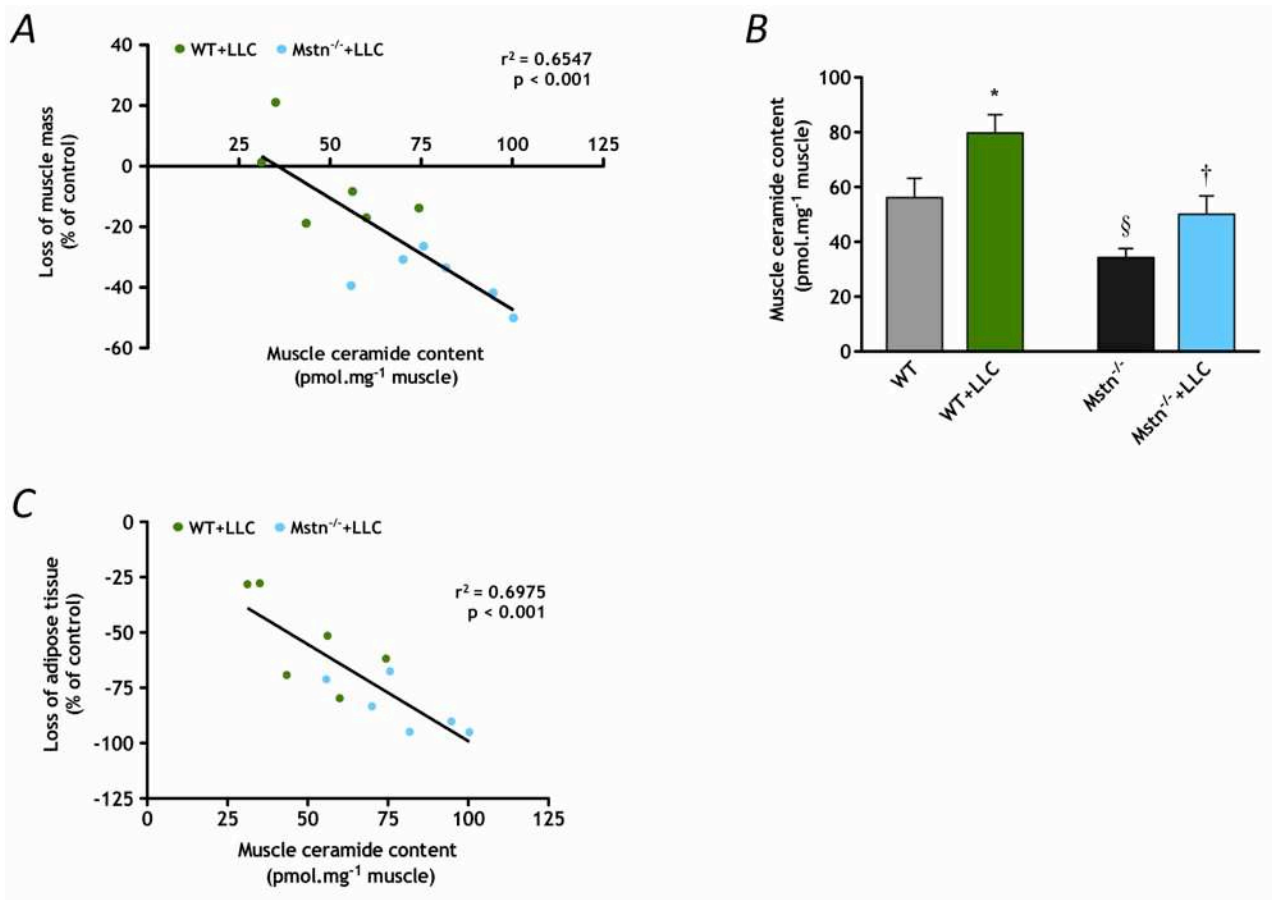 A
WT+LLC Mstn-/-+LLC
r² = 0.6547
p < 0.001
Loss of muscle mass
(% of control)
40
20
0
-20
-40
-60
25 50 75 100 125
Muscle ceramide content
(pmol.mg⁻¹ muscle)
B
Muscle ceramide content
(pmol.mg⁻¹ muscle)
100
80
60
40
20
0
*
§
†
WT
WT+LLC
Mstn-/-
Mstn-/-+LLC
C
WT+LLC Mstn-/-+LLC
r² = 0.6975
p < 0.001
Loss of adipose tissue
(% of control)
0
-25
-50
-75
-100
-125
0 25 50 75 100 125
Muscle ceramide content
(pmol.mg⁻¹ muscle)